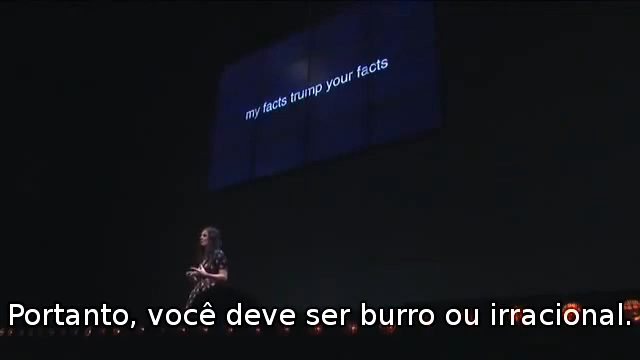 my facts trump your facts
Portanto, você deve ser burro ou irracional.